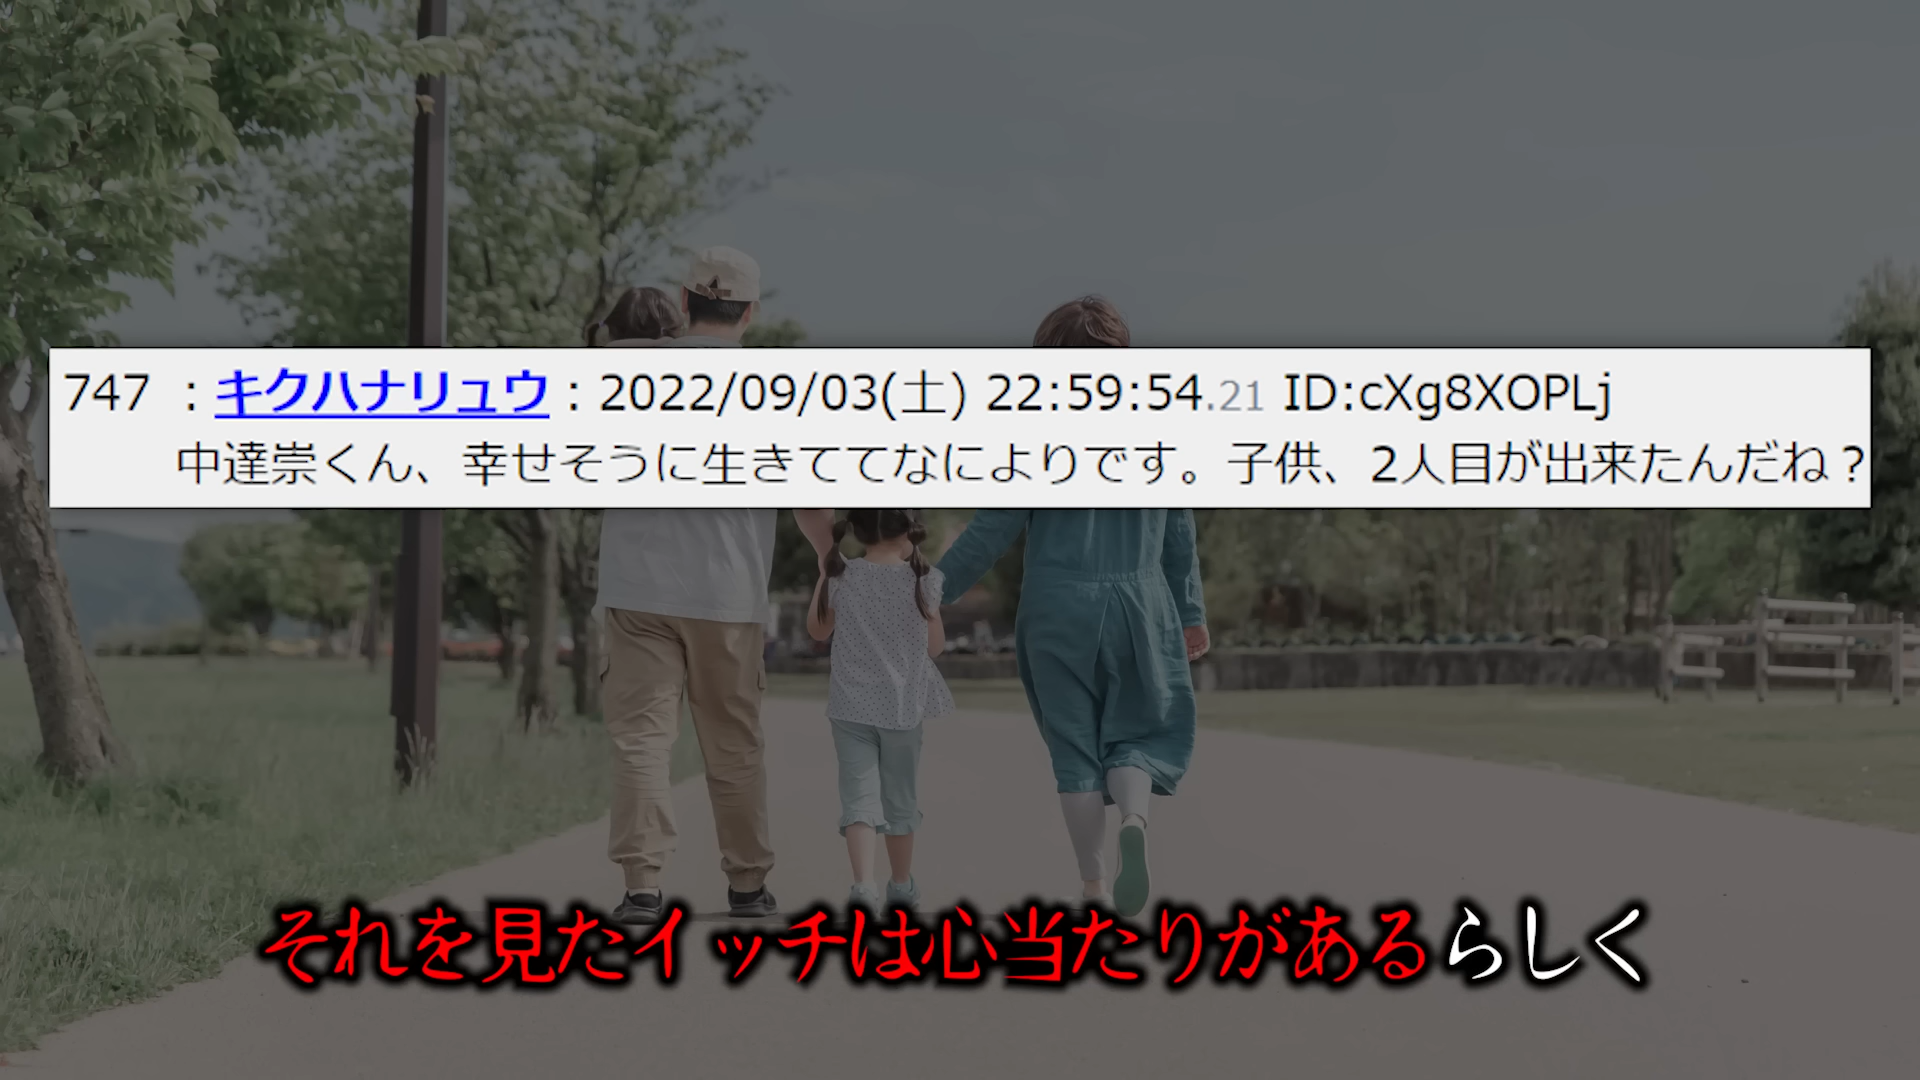 747 ：キクハナリュウ：2022/09/03(土) 22:59:54.21 ID:cXg8XOPLj
中達崇くん、幸せそうに生きててなによりです。子供、2人目が出来たんだね？
それを見たイッチは心当たりがあるらしく